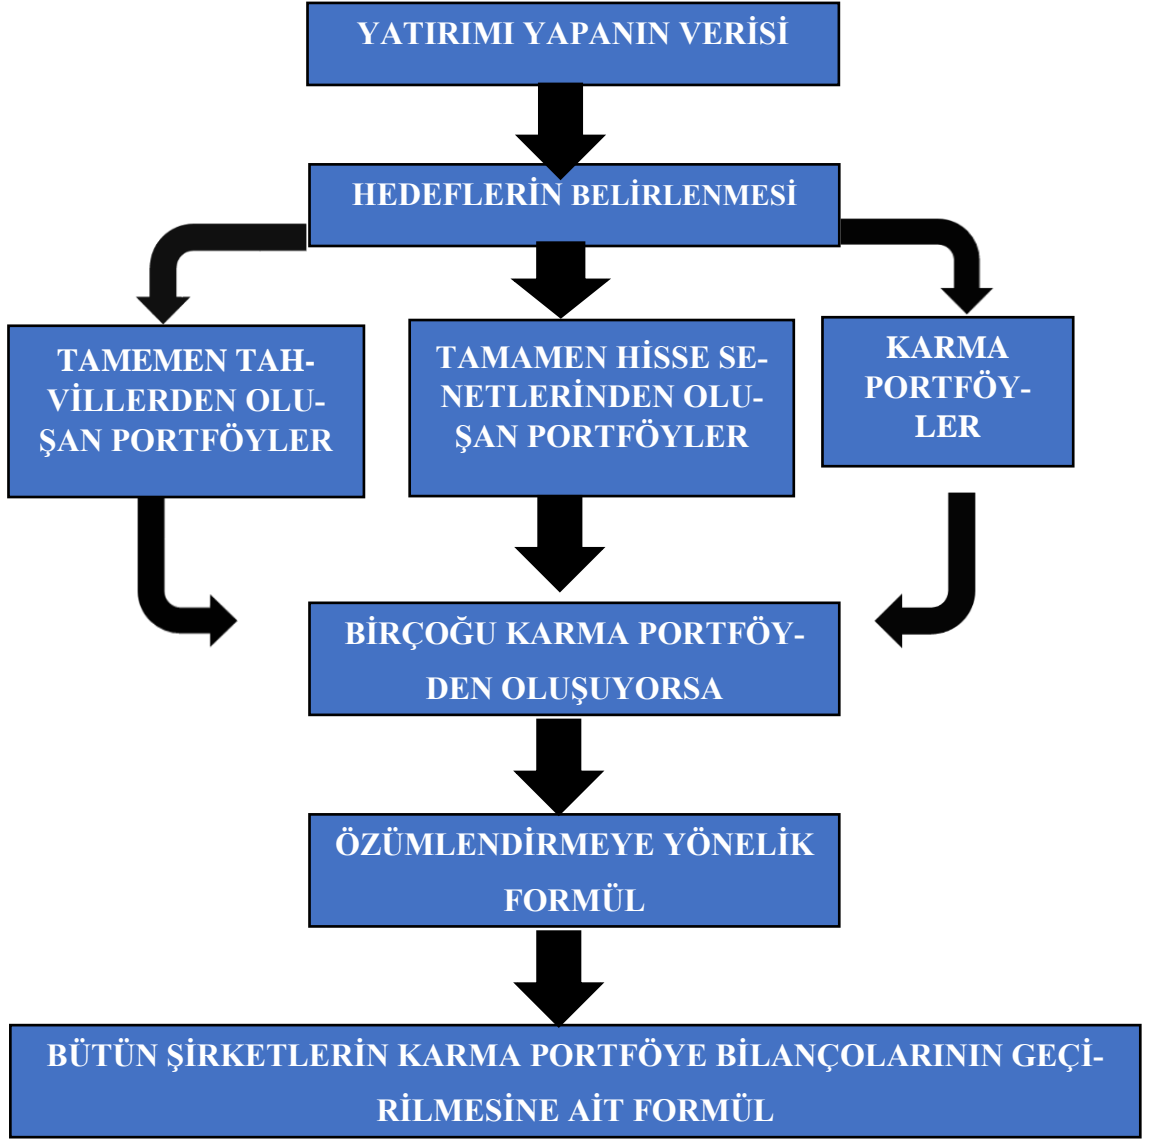 YATIRIMI YAPANIN VERİSİ
HEDEFLERİN BELİRLENMESİ
TAMEMEN TAH-
VİLLERDEN OLU-
ŞAN PORTFÖYLER
TAMAMEN HİSSE SE-
NETLERİNDEN OLU-
ŞAN PORTFÖYLER
KARMA
PORTFÖY-
LER
BİRÇOĞU KARMA PORTFÖY-
DEN OLUŞUYORSA
ÖZÜMLENDİRMEYE YÖNELİK
FORMÜL
BÜTÜN ŞİRKETLERİN KARMA PORTFÖYE BİLANÇOLARININ GEÇİ-
RİLMESİNE AİT FORMÜL